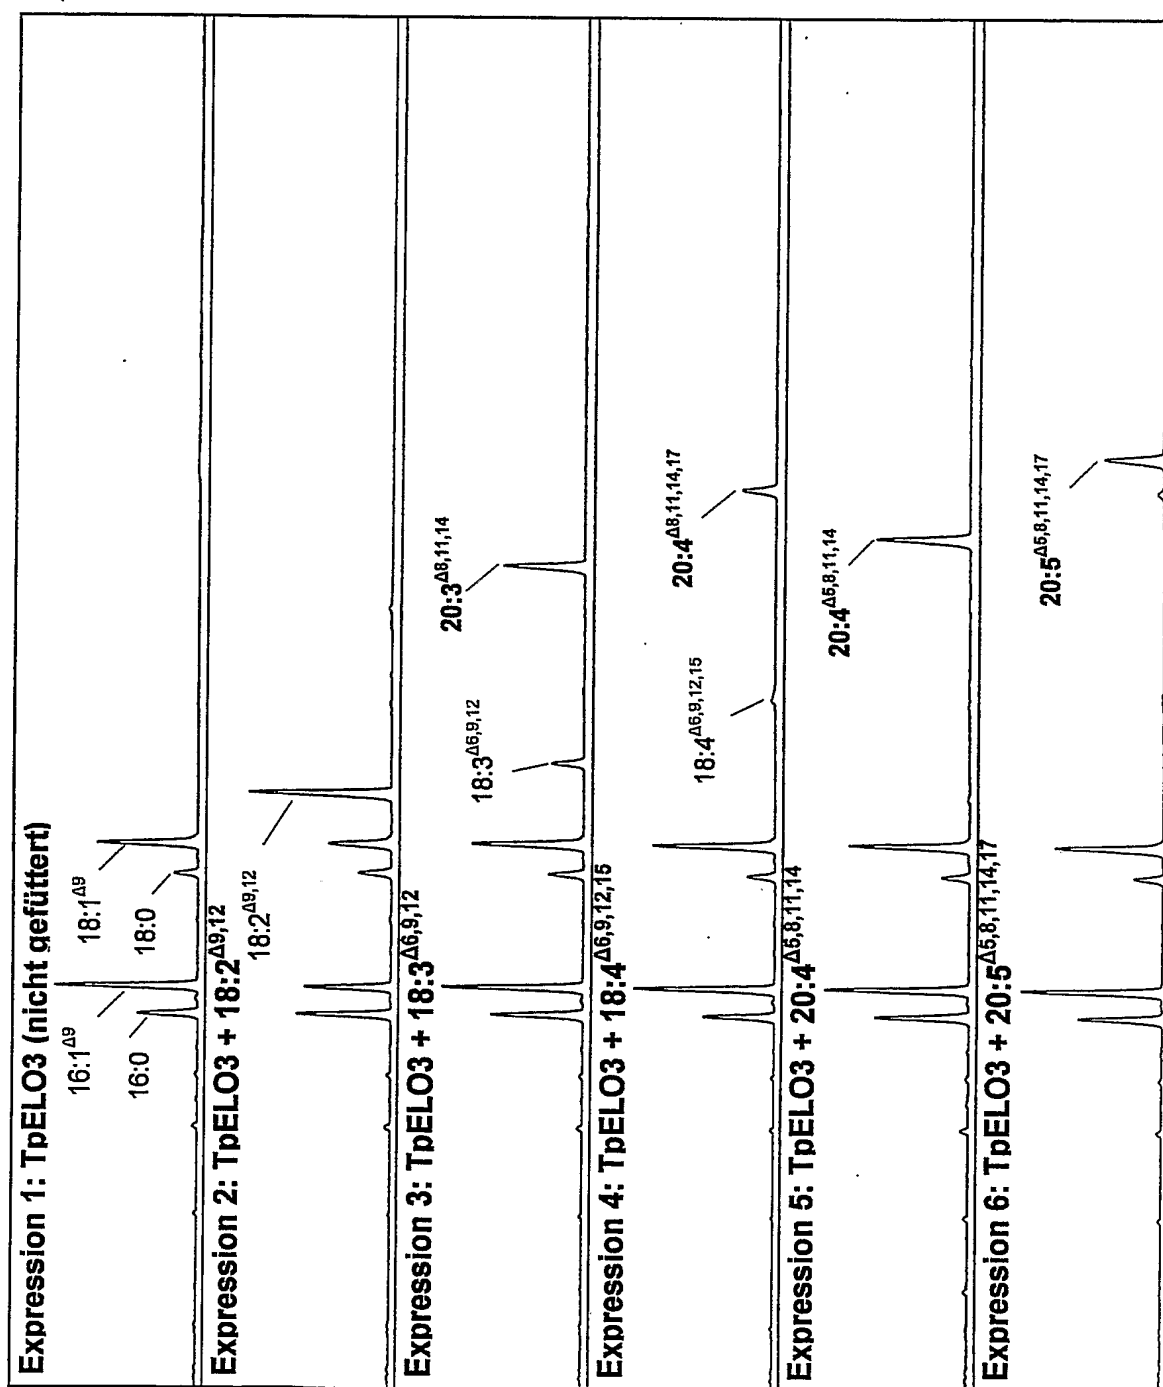 Expression 1: TpELO3 (nicht gefüttert)
16:0
16:1Δ9
18:0
18:1Δ9
Expression 2: TpELO3 + 18:2Δ9,12
18:2Δ9,12
Expression 3: TpELO3 + 18:3Δ6,9,12
18:3Δ6,9,12
20:3Δ8,11,14
Expression 4: TpELO3 + 18:4Δ6,9,12,15
18:4Δ6,9,12,15
20:4Δ8,11,14,17
Expression 5: TpELO3 + 20:4Δ5,8,11,14
20:4Δ5,8,11,14
Expression 6: TpELO3 + 20:5Δ5,8,11,14,17
20:5Δ5,8,11,14,17